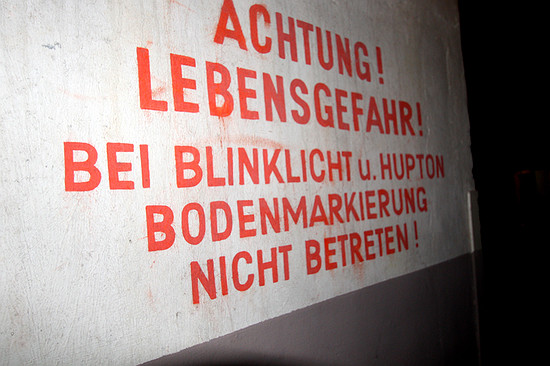 ACHTUNG!
LEBENSGEFAHR!
BEI BLINKLICHT u. HUPTON
BODENMARKIERUNG
NICHT BETRETEN!